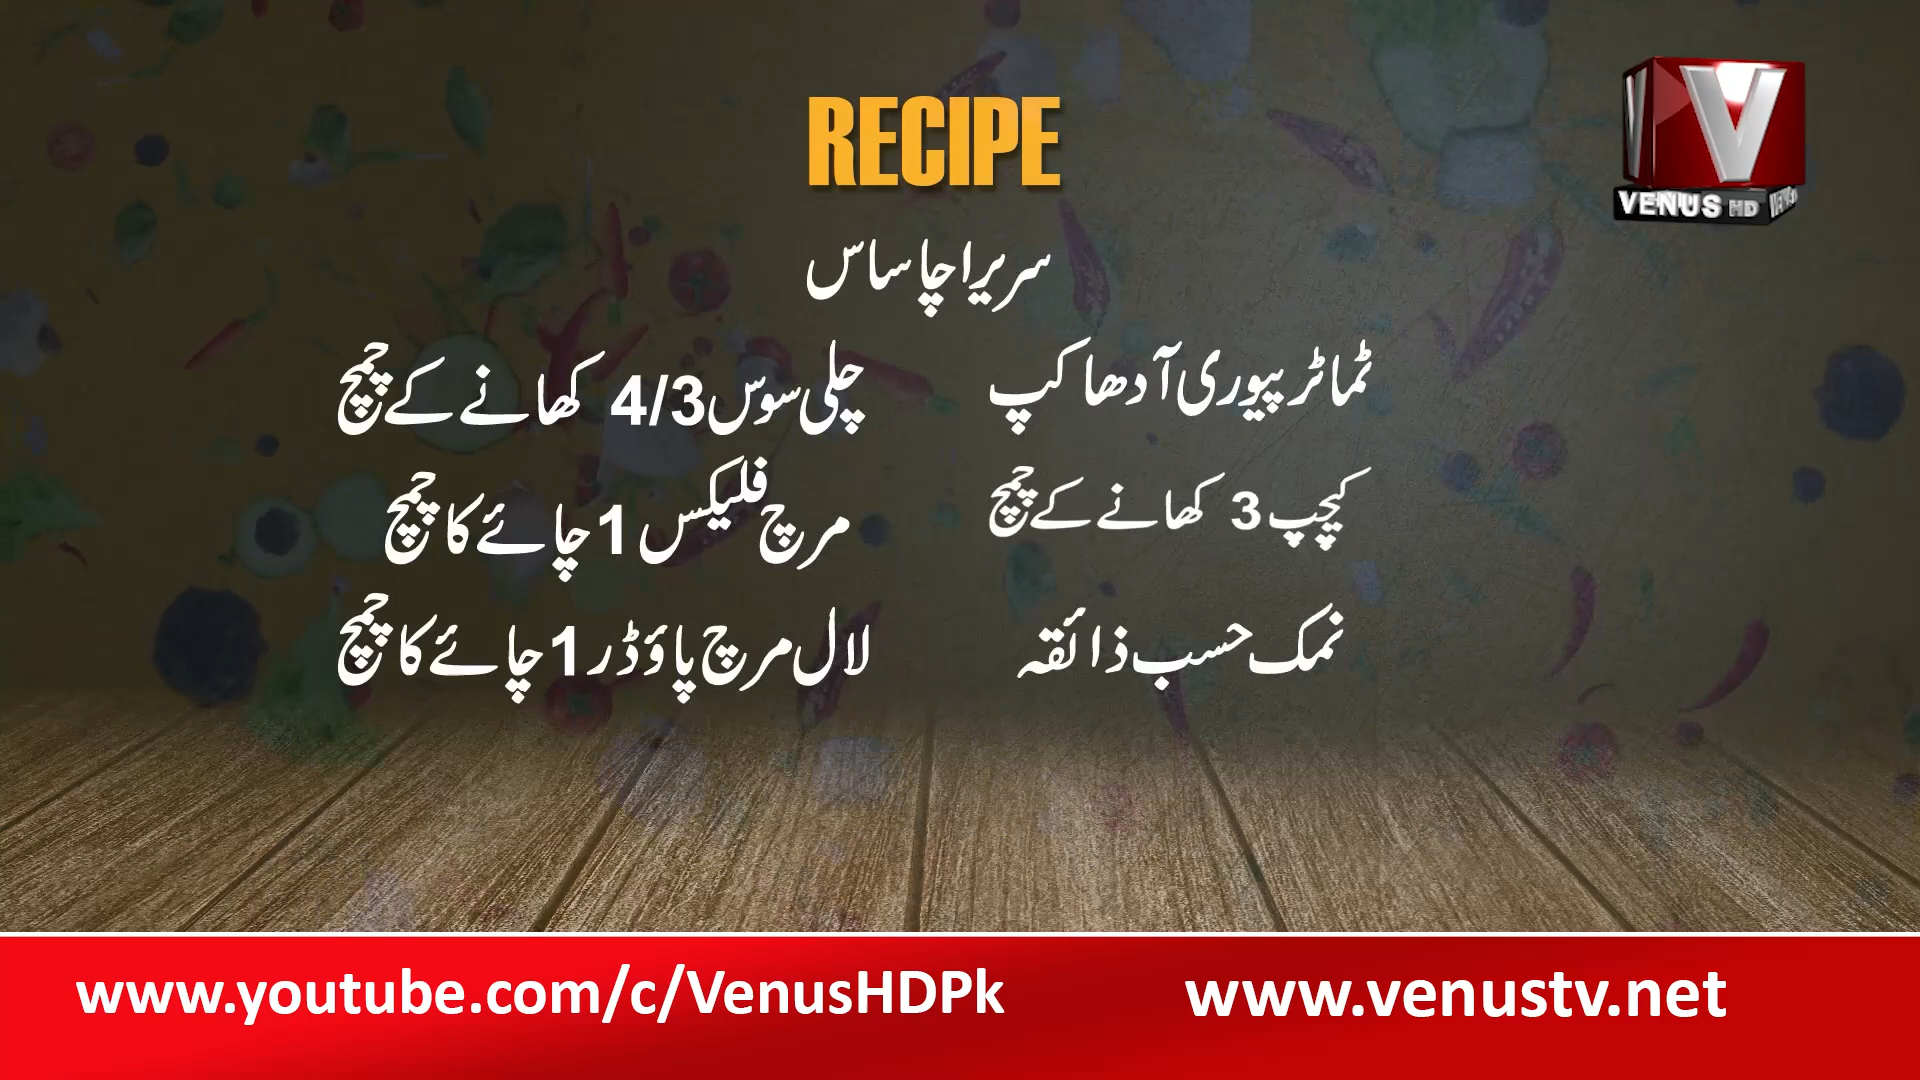 RECIPE
VENUS HD
سریراچا ساس
ٹماٹر پیوری آدھا کپ
چلی سوس 4/3 کھانے کے چمچ
کیچپ 3 کھانے کے چمچ
مرچ فلیکس 1 چائے کا چمچ
نمک حسب ذائقہ
لال مرچ پاؤڈر 1 چائے کا چمچ
www.youtube.com/c/VenusHDPk
www.venustv.net